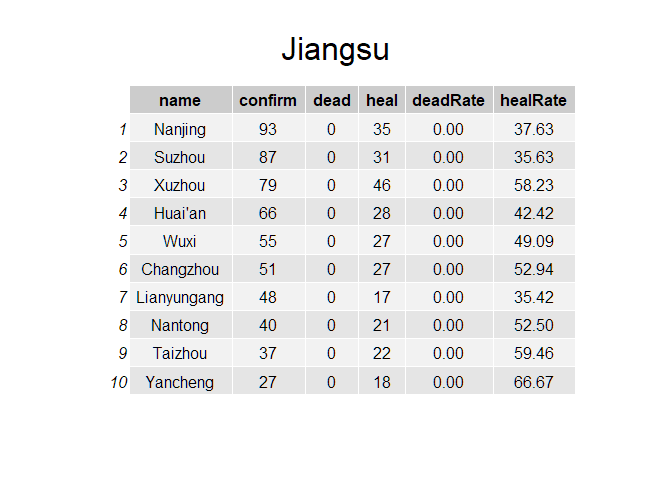 Jiangsu
name confirm dead heal deadRate healRate
1 Nanjing 93 0 35 0.00 37.63
2 Suzhou 87 0 31 0.00 35.63
3 Xuzhou 79 0 46 0.00 58.23
4 Huai'an 66 0 28 0.00 42.42
5 Wuxi 55 0 27 0.00 49.09
6 Changzhou 51 0 27 0.00 52.94
7 Lianyungang 48 0 17 0.00 35.42
8 Nantong 40 0 21 0.00 52.50
9 Taizhou 37 0 22 0.00 59.46
10 Yancheng 27 0 18 0.00 66.67